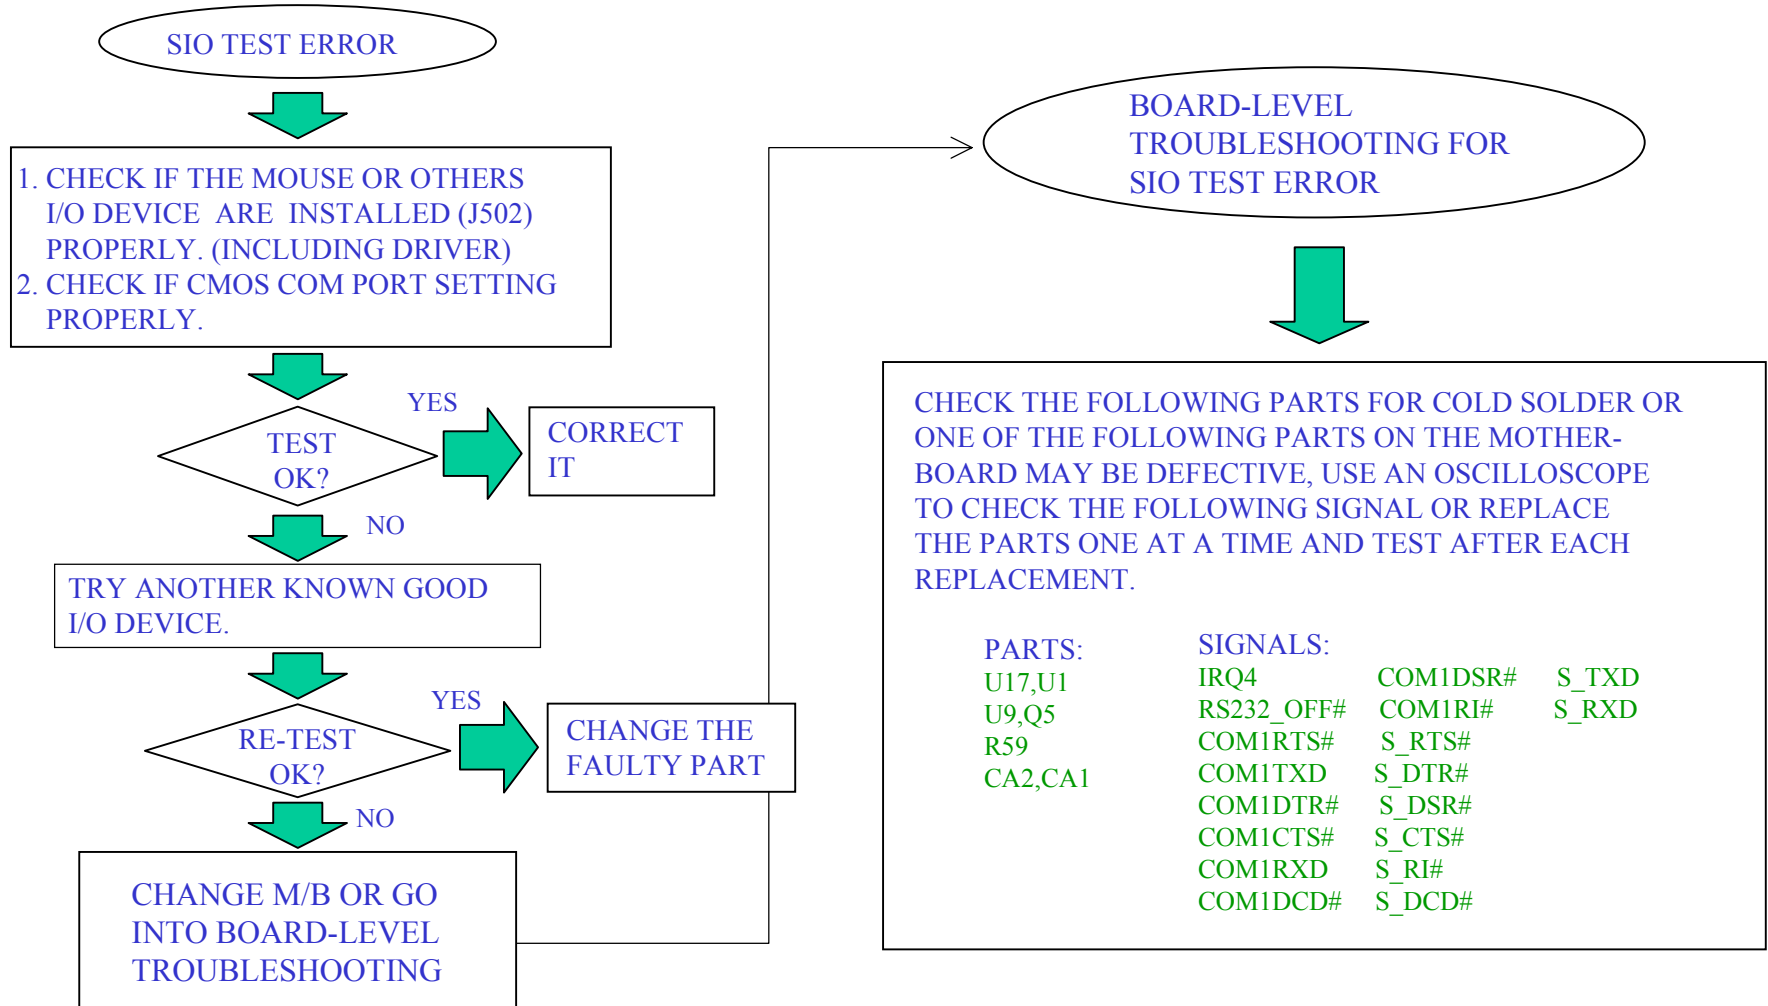 SIO TEST ERROR
1. CHECK IF THE MOUSE OR OTHERS
I/O DEVICE ARE INSTALLED (J502)
PROPERLY. (INCLUDING DRIVER)
2. CHECK IF CMOS COM PORT SETTING
PROPERLY.
TEST
OK?
YES
CORRECT
IT
NO
TRY ANOTHER KNOWN GOOD
I/O DEVICE.
RE-TEST
OK?
YES
CHANGE THE
FAULTY PART
NO
CHANGE M/B OR GO
INTO BOARD-LEVEL
TROUBLESHOOTING
BOARD-LEVEL
TROUBLESHOOTING FOR
SIO TEST ERROR
CHECK THE FOLLOWING PARTS FOR COLD SOLDER OR
ONE OF THE FOLLOWING PARTS ON THE MOTHER-
BOARD MAY BE DEFECTIVE, USE AN OSCILLOSCOPE
TO CHECK THE FOLLOWING SIGNAL OR REPLACE
THE PARTS ONE AT A TIME AND TEST AFTER EACH
REPLACEMENT.
PARTS:
U17,U1
U9,Q5
R59
CA2,CA1
SIGNALS:
IRQ4 COM1DSR# S_TXD
RS232_OFF# COM1RI# S_RXD
COM1RTS# S_RTS#
COM1TXD S_DTR#
COM1DTR# S_DSR#
COM1CTS# S_CTS#
COM1RXD S_RI#
COM1DCD# S_DCD#